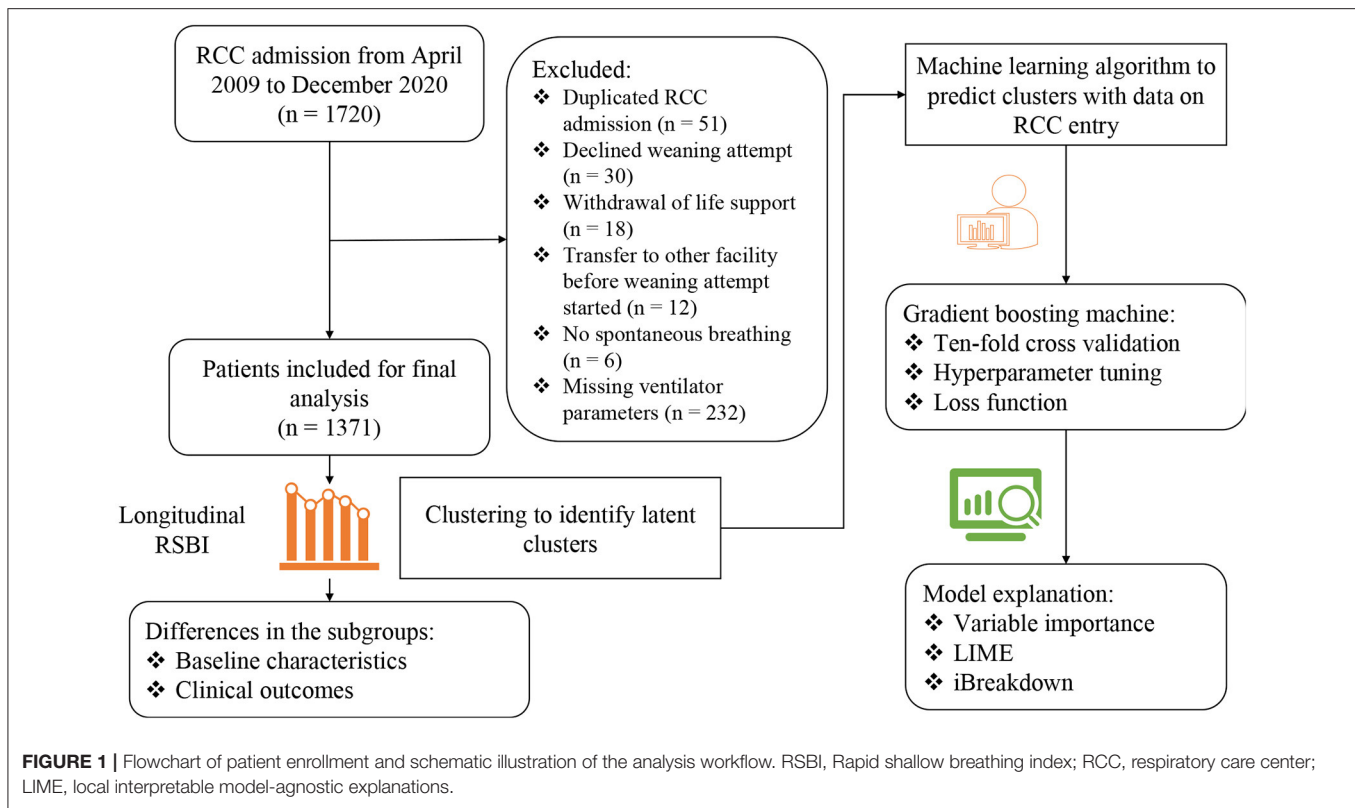 RCC admission from April
2009 to December 2020
(n = 1720)
Excluded:
❖ Duplicated RCC
admission (n = 51)
❖ Declined weaning attempt
(n = 30)
❖ Withdrawal of life support
(n = 18)
❖ Transfer to other facility
before weaning attempt
started (n = 12)
❖ No spontaneous breathing
(n = 6)
❖ Missing ventilator
parameters (n = 232)
Patients included for final
analysis
(n = 1371)
Longitudinal
RSBI
Clustering to identify latent
clusters
Differences in the subgroups:
❖ Baseline characteristics
❖ Clinical outcomes
Machine learning algorithm to
predict clusters with data on
RCC entry
Gradient boosting machine:
❖ Ten-fold cross validation
❖ Hyperparameter tuning
❖ Loss function
Model explanation:
❖ Variable importance
❖ LIME
❖ iBreakdown
FIGURE 1 | Flowchart of patient enrollment and schematic illustration of the analysis workflow. RSBI, Rapid shallow breathing index; RCC, respiratory care center;
LIME, local interpretable model-agnostic explanations.